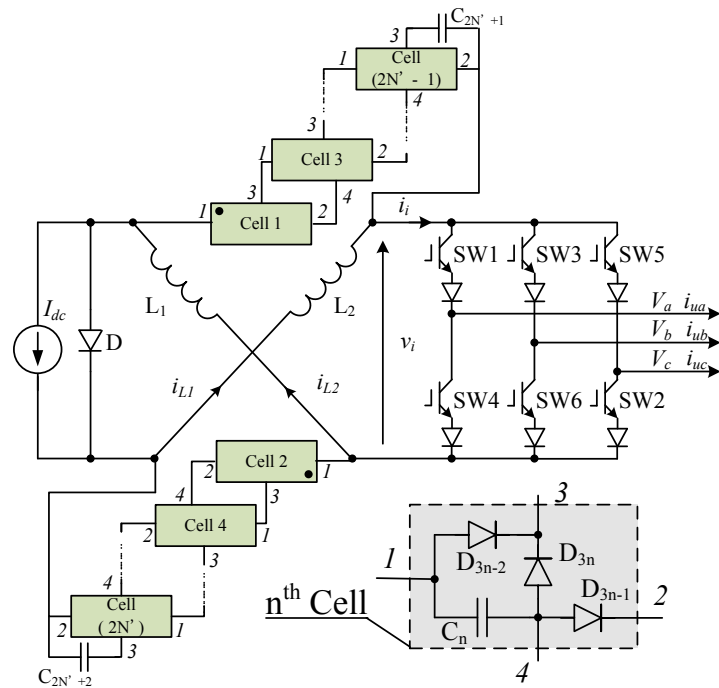 C2N'+1
3
1
Cell
(2N' - 1)
2
4
3
1
Cell 3
2
3
4
1
Cell 1
2
ii
SW1
SW3
SW5
L1
L2
Idc
D
vi
Va iua
Vb iub
Vc iuc
iL1
iL2
SW4
SW6
SW2
2
Cell 2
1
4
3
2
Cell 4
1
3
4
2
Cell
( 2N' )
1
3
C2N'+2
3
1
D3n-2
D3n
D3n-1
2
Cn
nth Cell
4